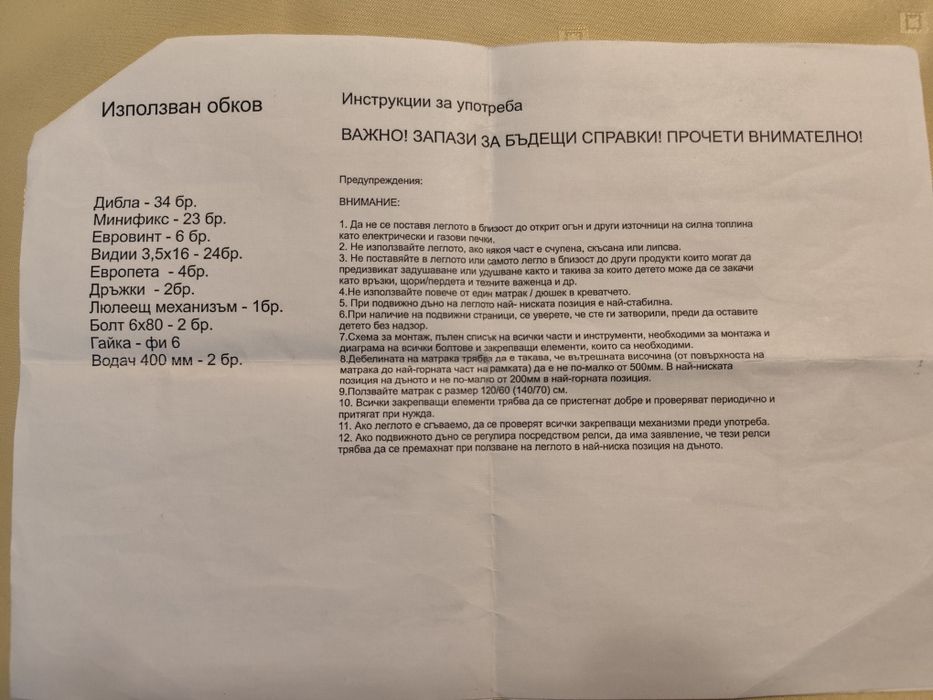 Използван обков
Дибла - 34 бр.
Минификс - 23 бр.
Евровинт - 6 бр.
Видии 3,5х16 - 24бр.
Европета - 4бр.
Дръжки - 2бр.
Люлеещ механизъм - 1бр.
Болт 6х80 - 2 бр.
Гайка - фи 6
Водач 400 мм - 2 бр.
Инструкции за употреба
ВАЖНО! ЗАПАЗИ ЗА БЪДЕЩИ СПРАВКИ! ПРОЧЕТИ ВНИМАТЕЛНО!
Предупреждения:
ВНИМАНИЕ:
1. Да не се поставя леглото в близост до открит огън и други източници на силна топлина
като електрически и газови печки.
2. Не използвайте леглото, ако някоя част е счупена, скъсана или липсва.
3. Не поставяйте в леглото или самото легло в близост до други продукти които могат да
предизвикат задушаване или удушаване както и такива за които детето може да се закачи
като връзки, щори/пердета и техните важенца и др.
4.Не използвайте повече от един матрак / дюшек в креватчето.
5. При подвижно дъно на леглото най- ниската позиция е най-стабилна.
6.При наличие на подвижни страници, се уверете, че сте ги затворили, преди да оставите
детето без надзор.
7.Схема за монтаж, пълен списък на всички части и инструменти, необходими за монтажа и
диаграма на всички болтове и закрепващи елементи, които са необходими.
8.Дебелината на матрака трябва да е такава, че вътрешната височина (от повърхността на
матрака до най-горната част на рамката) да е не по-малко от 500мм. В най-ниската
позиция на дъното и не по-малко от 200мм в най-горната позиция.
9.Ползвайте матрак с размер 120/60 (140/70) см.
10. Всички закрепващи елементи трябва да се пристегнат добре и проверяват периодично и
притягат при нужда.
11. Ако леглото е сгъваемо, да се проверят всички закрепващи механизми преди употреба.
12. Ако подвижното дъно се регулира посредством релси, да има заявление, че тези релси
трябва да се премахнат при ползване на леглото в най-ниска позиция на дъното.